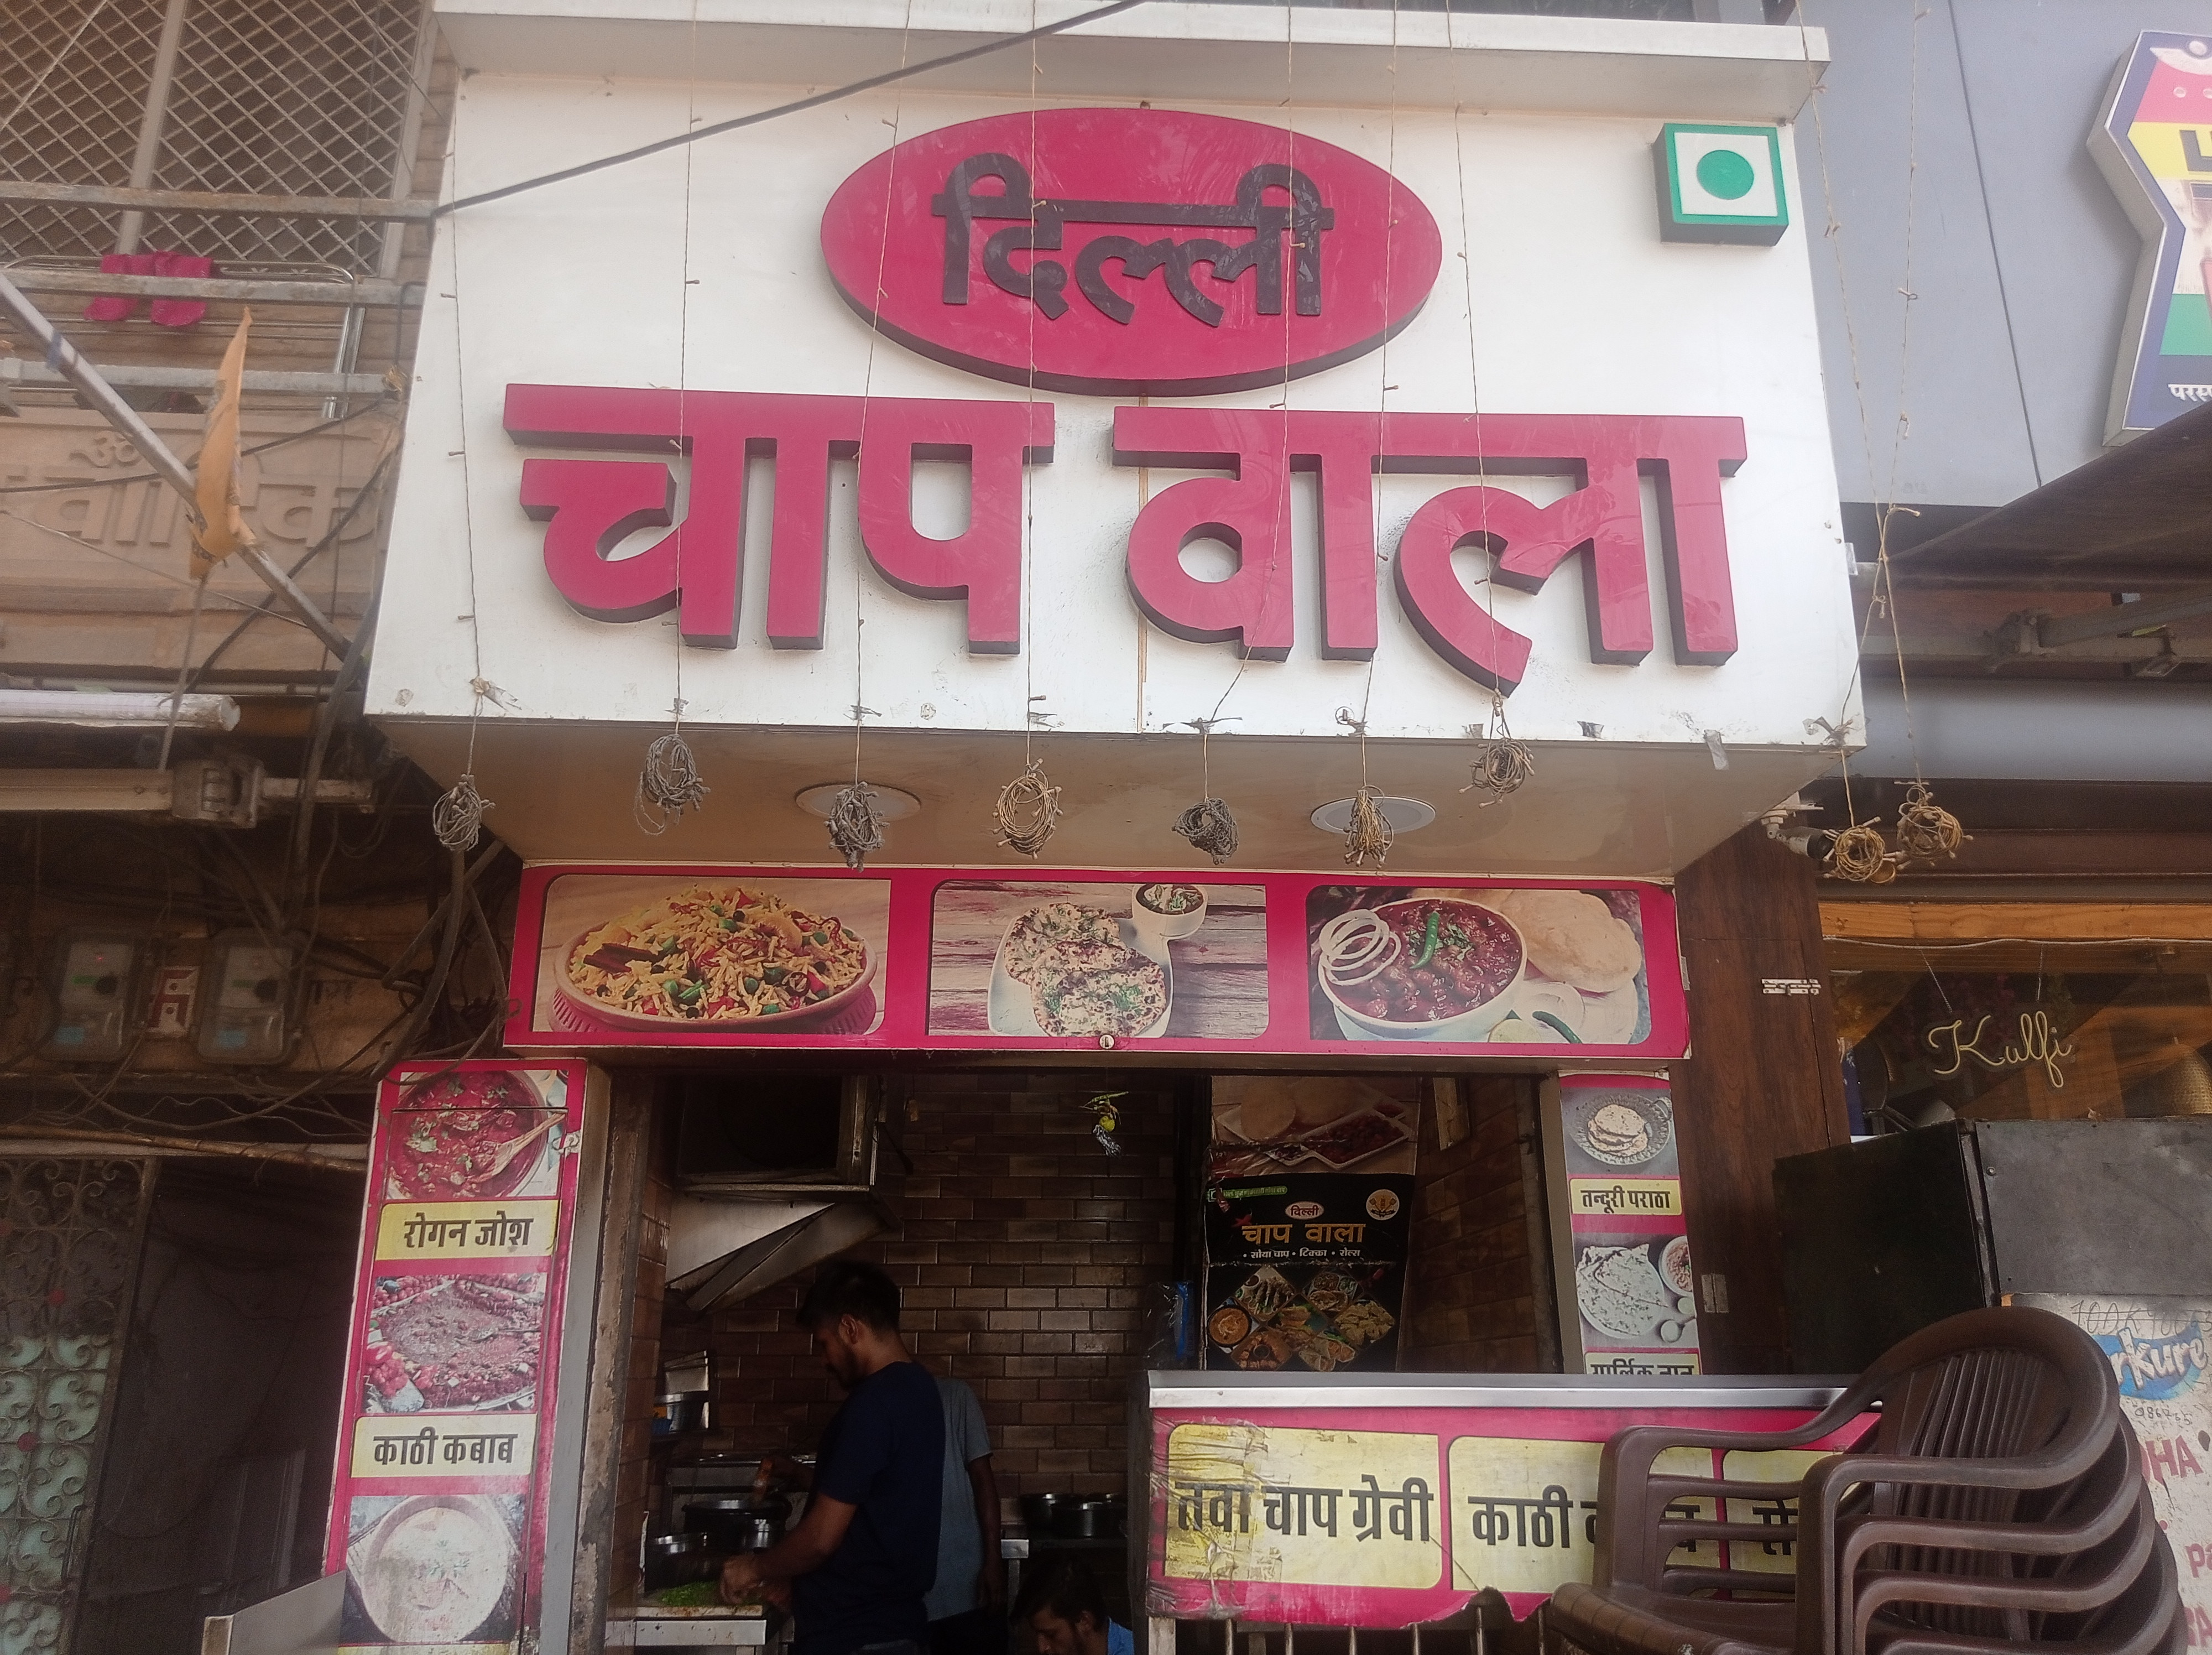 दिल्ली
चाप वाला
ॐ
Kulfi
रोगन जोश
काठी कबाब
दिल्ली
चाप वाला
• सोया चाप • टिक्का • रोल्स
तन्दूरी पराठा
गार्लिक नान
तवा चाप ग्रेवी
काठी